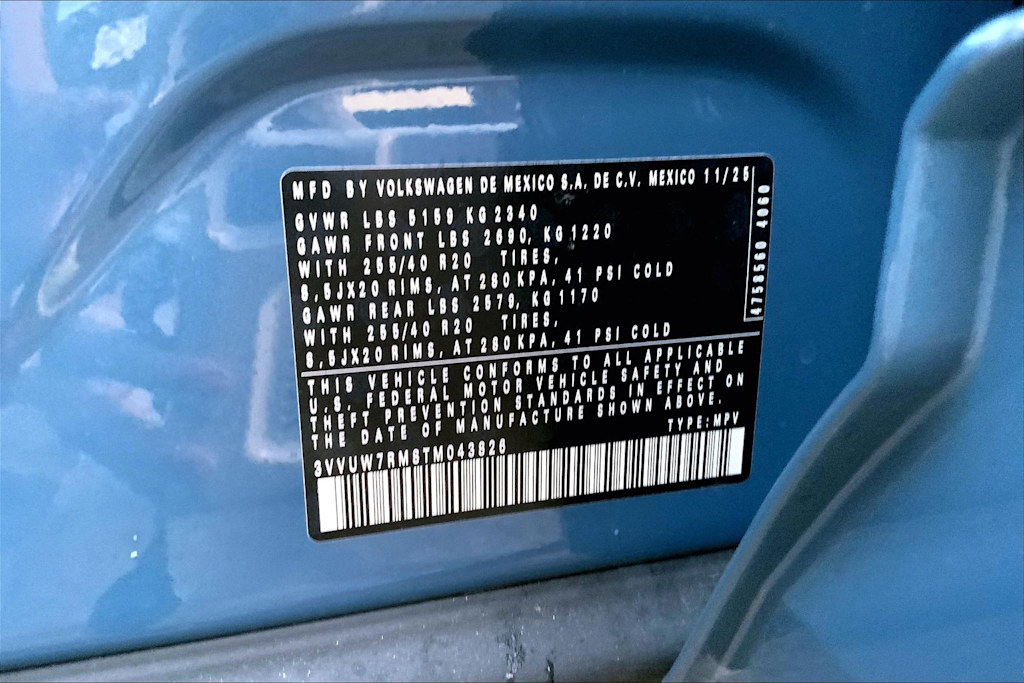 MFD BY VOLKSWAGEN DE MEXICO S.A. DE C.V. MEXICO 11/25
GVWR LBS 5159 KG 2340
GAWR FRONT LBS 2690, KG 1220
WITH 255/40 R20 TIRES,
8,5JX20 RIMS, AT 280 KPA, 41 PSI COLD
GAWR REAR LBS 2579, KG 1170
WITH 255/40 R20 TIRES,
8,5JX20 RIMS, AT 280 KPA, 41 PSI COLD
4758560 4060
THIS VEHICLE CONFORMS TO ALL APPLICABLE
U.S. FEDERAL MOTOR VEHICLE SAFETY AND
THEFT PREVENTION STANDARDS IN EFFECT ON
THE DATE OF MANUFACTURE SHOWN ABOVE.
TYPE:MPV
3VVUW7RM8TM043826